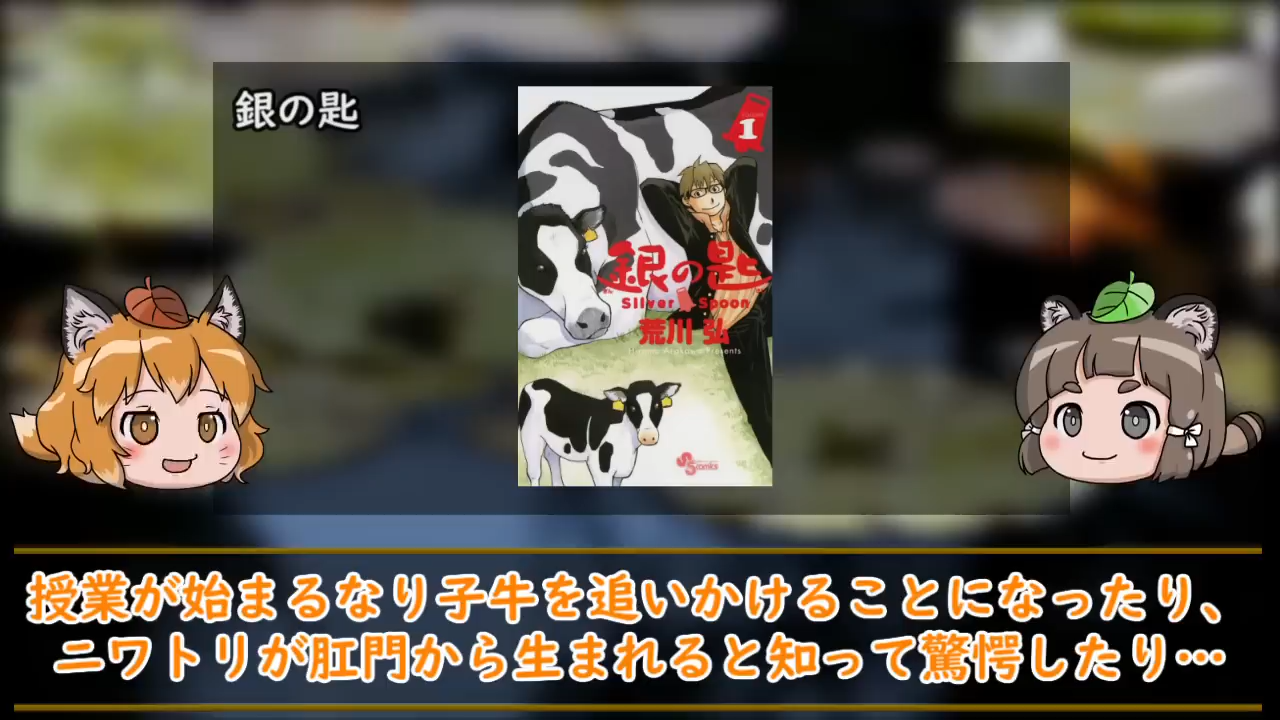 銀の匙
1
銀の匙
Silver Spoon
荒川 弘
授業が始まるなり子牛を追いかけることになったり、
ニワトリが肛門から生まれると知って驚愕したり…